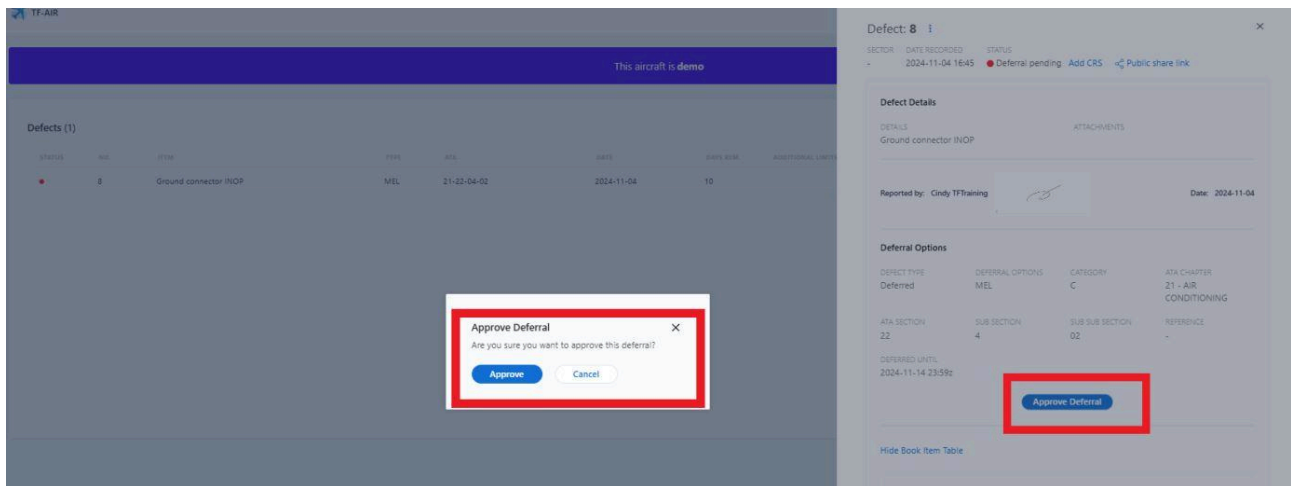 TF-AIR
This aircraft is demo
Defects (1)
STATUS NO ITEM TYPE ATA DATE DAYS REM ADDITIONAL
8 Ground connector INOP MEL 21-22-04-02 2024-11-04 10
Approve Deferral
Are you sure you want to approve this deferral?
Approve Cancel
Defect: 8
SECTOR DATE RECORDED STATUS
- 2024-11-04 16:45 Deferral pending Add CRS Public share link
Defect Details
DETAILS ATTACHMENTS
Ground connector INOP
Reported by: Cindy TFTraining Date: 2024-11-04
Deferral Options
DEFECT TYPE DEFERRAL OPTIONS CATEGORY ATA CHAPTER
Deferred MEL C 21 - AIR
CONDITIONING
ATA SECTION SUB SECTION SUB SUB SECTION REFERENCE
22 4 02 -
DEFERRED UNTIL
2024-11-14 23:59z
Approve Deferral
Hide Book Item Table